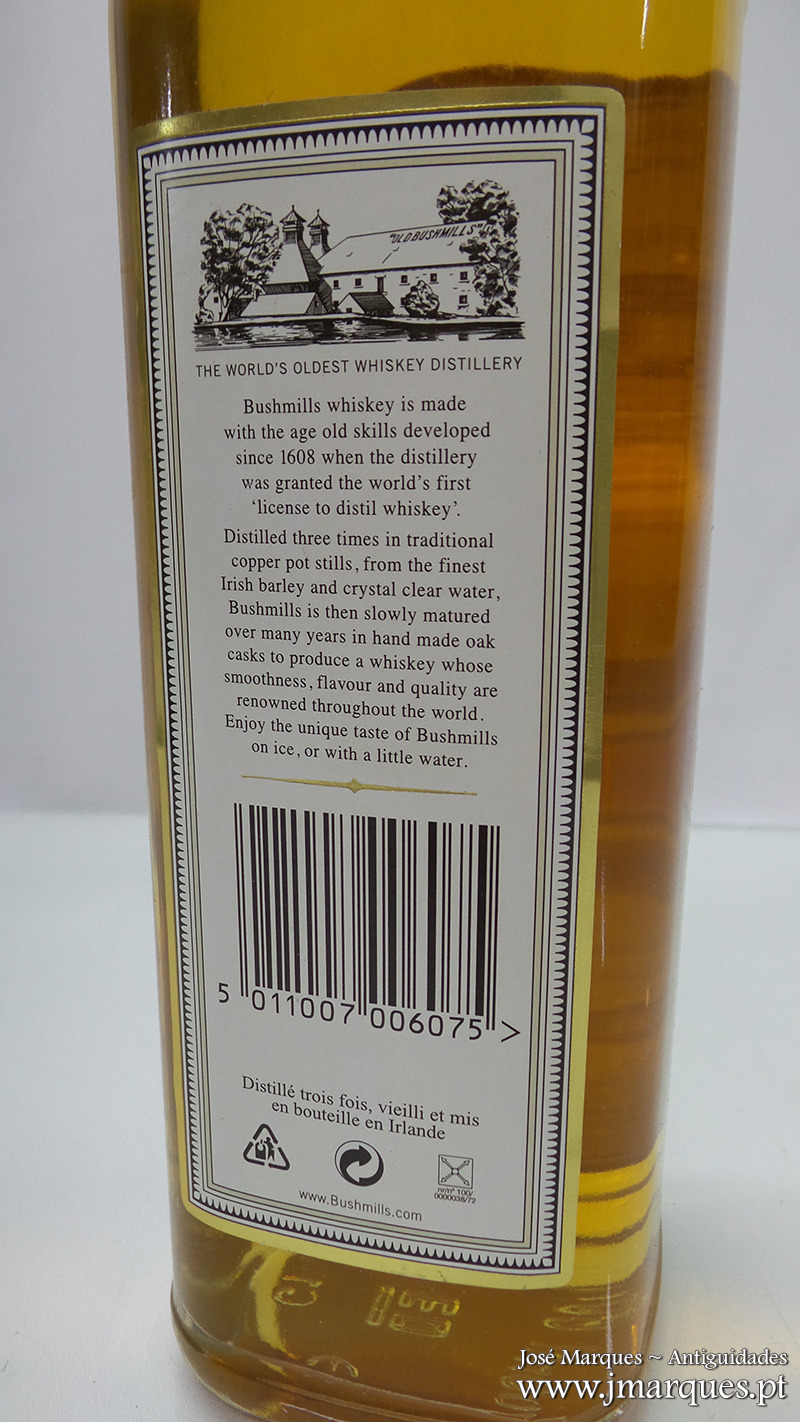 "OLD BUSHMILLS"
THE WORLD'S OLDEST WHISKEY DISTILLERY
Bushmills whiskey is made
with the age old skills developed
since 1608 when the distillery
was granted the world's first
'license to distil whiskey'.
Distilled three times in traditional
copper pot stills, from the finest
Irish barley and crystal clear water,
Bushmills is then slowly matured
over many years in hand made oak
casks to produce a whiskey whose
smoothness, flavour and quality are
renowned throughout the world.
Enjoy the unique taste of Bushmills
on ice, or with a little water.
5 011007 006075 >
Distillé trois fois, vieilli et mis
en bouteille en Irlande
nr/n° 100/
0000038/72
www.Bushmills.com
José Marques ~ Antiguidades
www.jmarques.pt